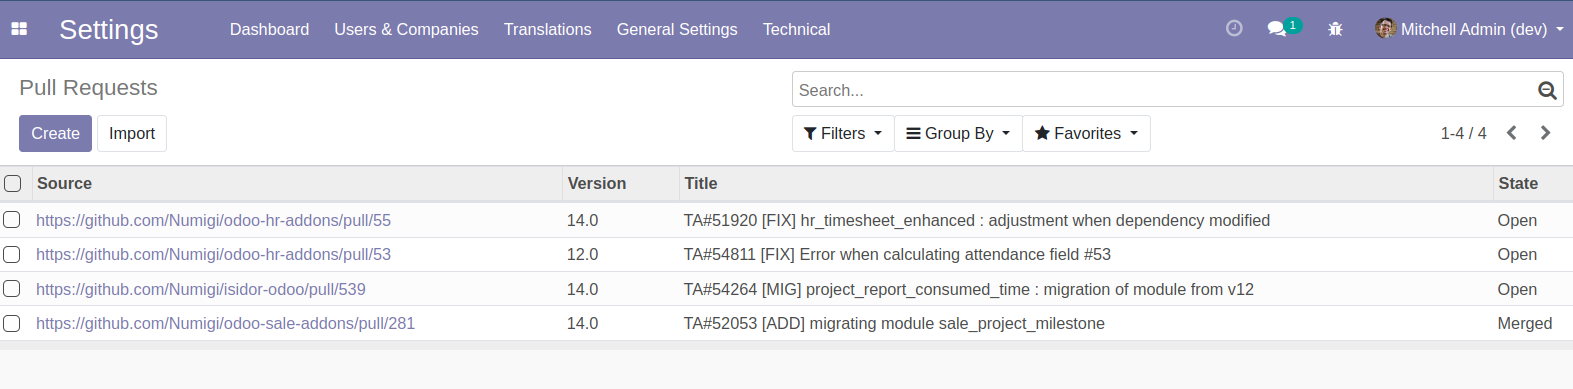 Settings Dashboard Users & Companies Translations General Settings Technical 1 Mitchell Admin (dev)
Pull Requests
Search...
Create Import Filters Group By Favorites 1-4 / 4
Source Version Title State
https://github.com/Numigi/odoo-hr-addons/pull/55 14.0 TA#51920 [FIX] hr_timesheet_enhanced : adjustment when dependency modified Open
https://github.com/Numigi/odoo-hr-addons/pull/53 12.0 TA#54811 [FIX] Error when calculating attendance field #53 Open
https://github.com/Numigi/isidor-odoo/pull/539 14.0 TA#54264 [MIG] project_report_consumed_time : migration of module from v12 Open
https://github.com/Numigi/odoo-sale-addons/pull/281 14.0 TA#52053 [ADD] migrating module sale_project_milestone Merged